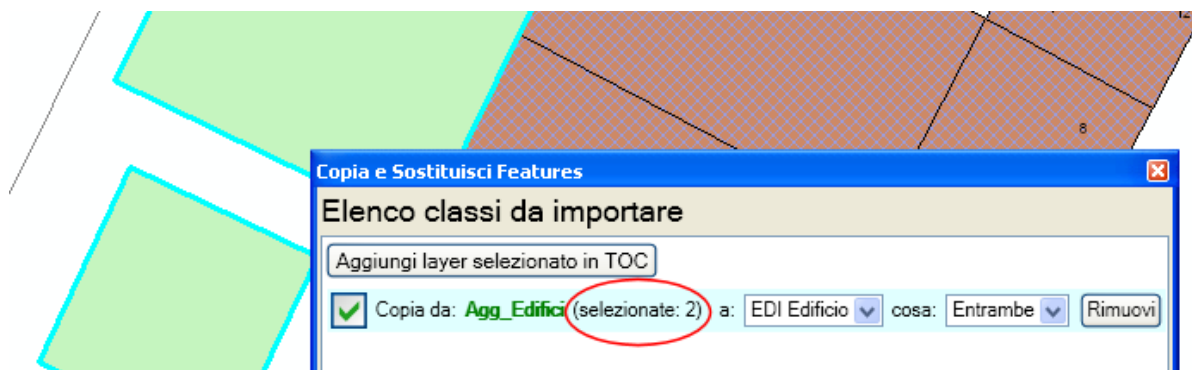 12
8
Copia e Sostituisci Features
Elenco classi da importare
Aggiungi layer selezionato in TOC
Copia da: Agg_Edifici (selezionate: 2) a: EDI Edificio cosa: Entrambe Rimuovi